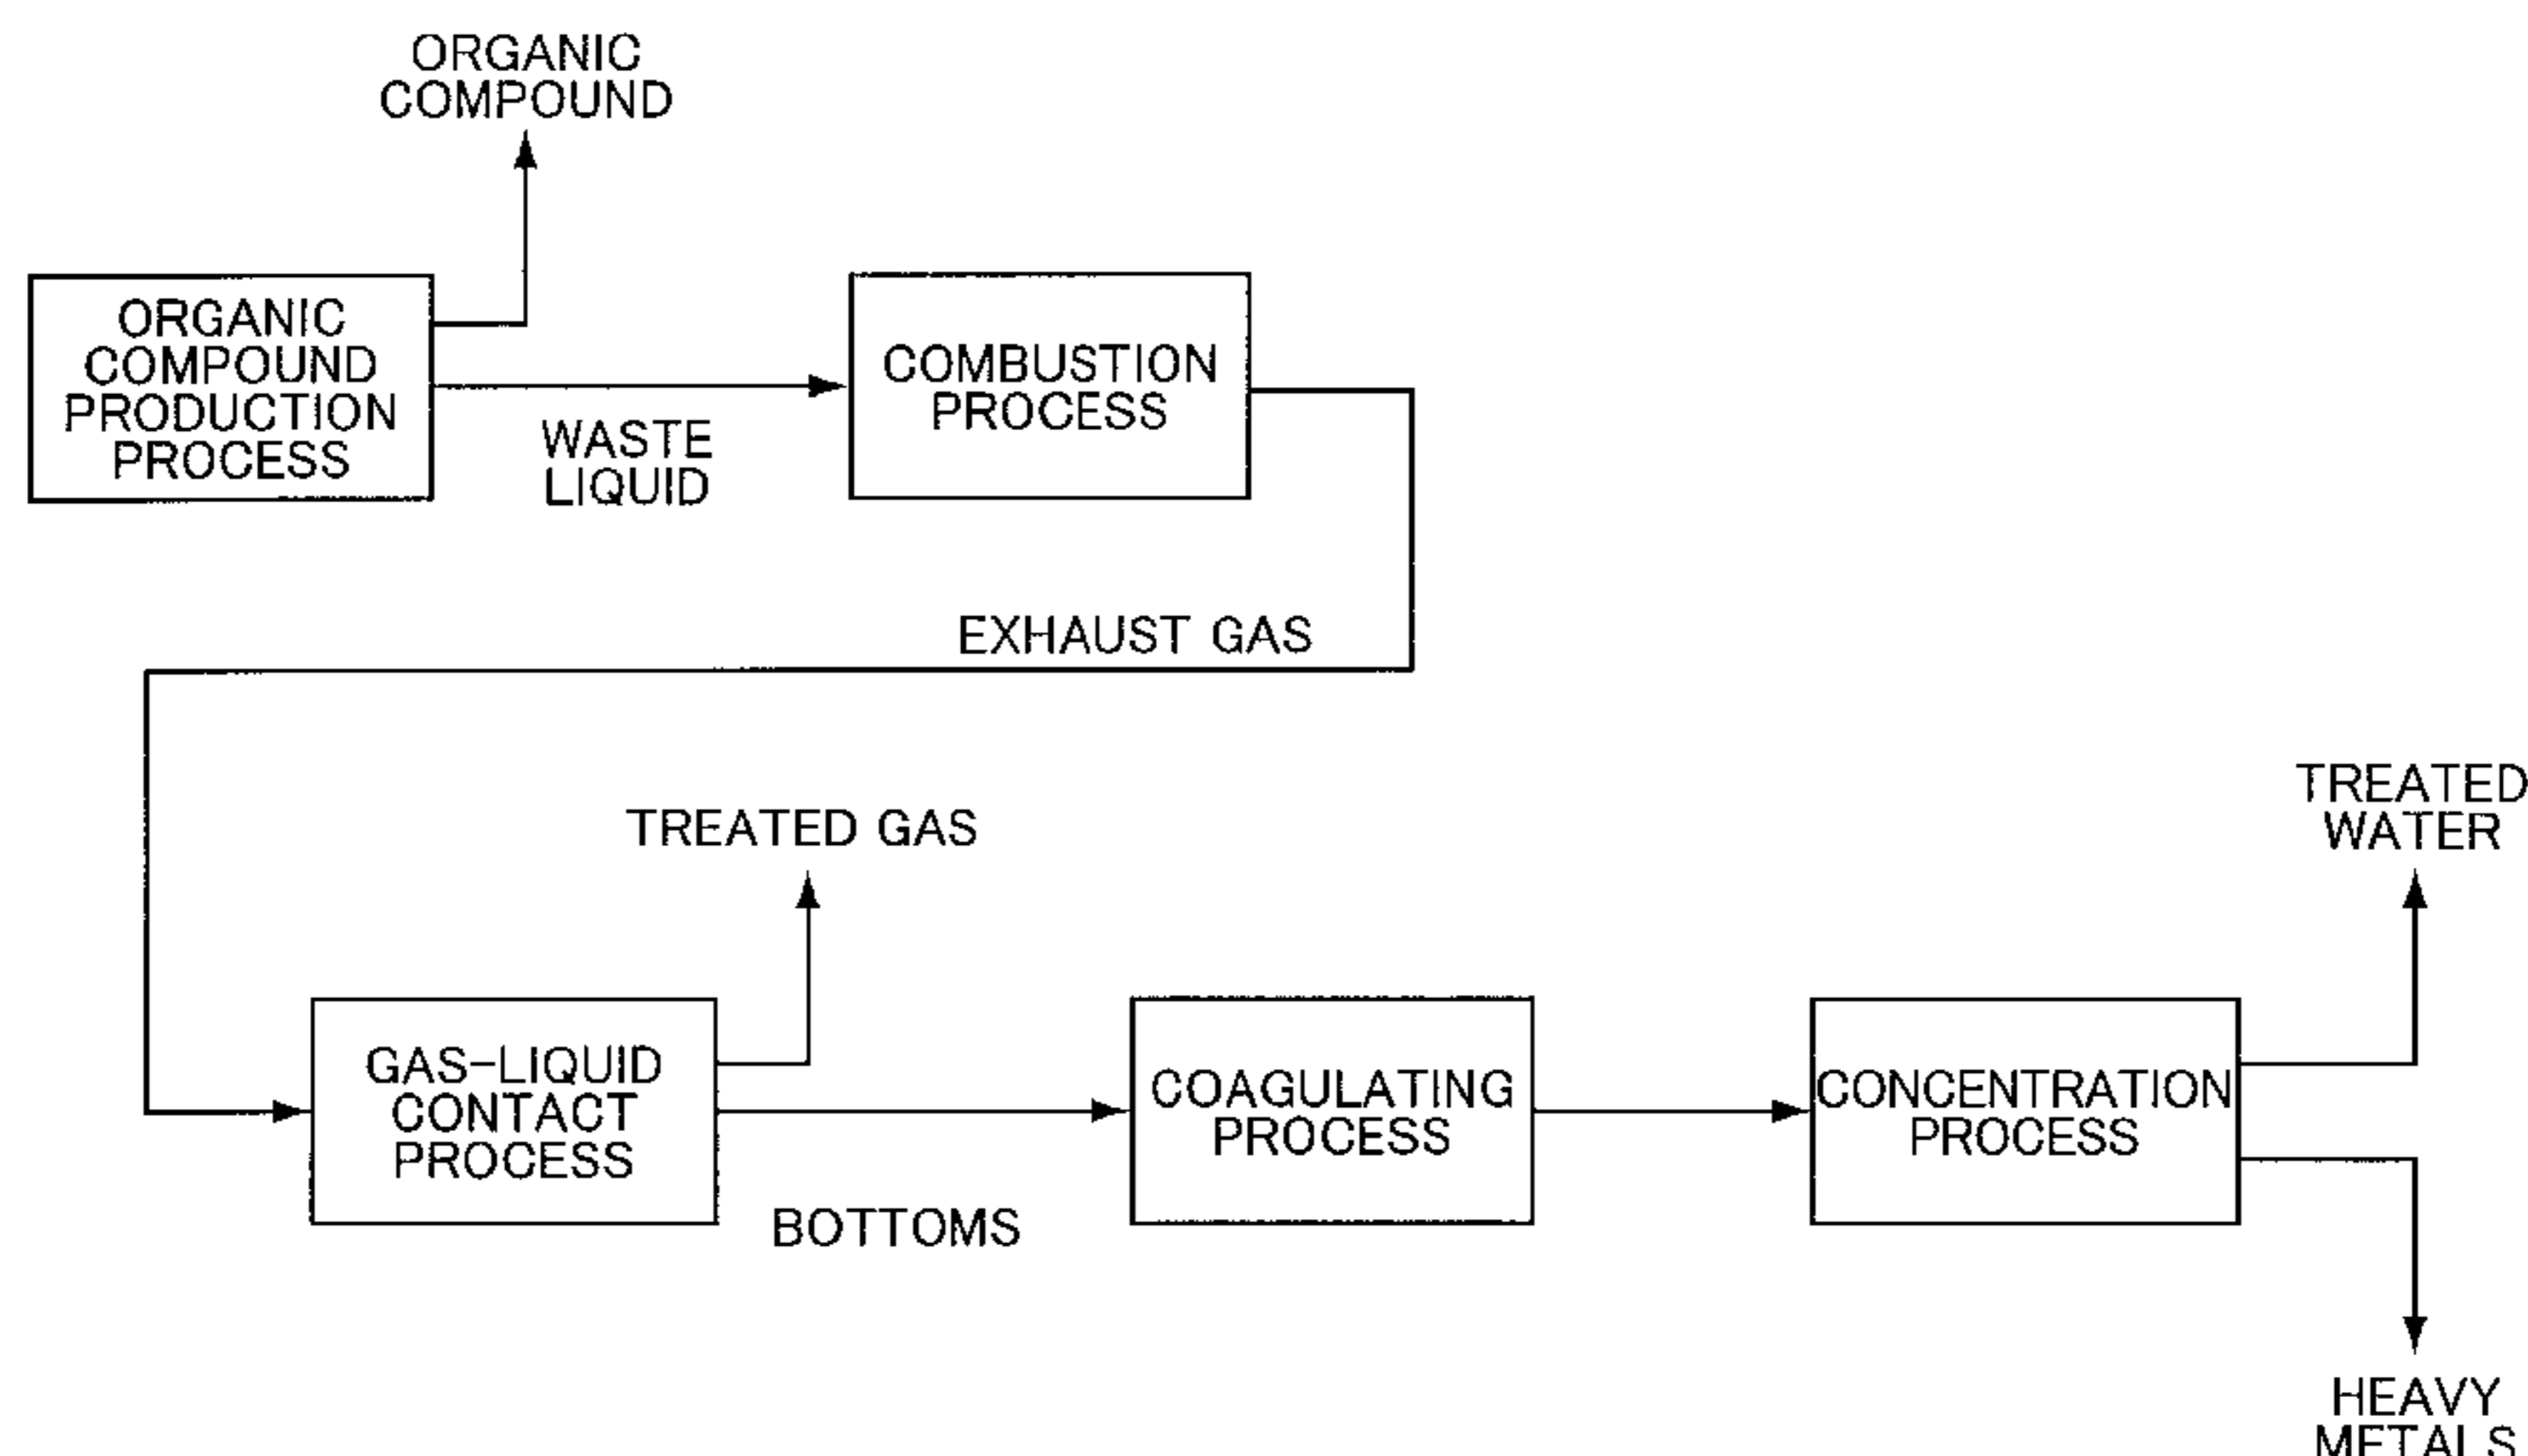 ORGANIC
COMPOUND
ORGANIC
COMPOUND
PRODUCTION
PROCESS
WASTE
LIQUID
COMBUSTION
PROCESS
EXHAUST GAS
TREATED GAS
GAS-LIQUID
CONTACT
PROCESS
BOTTOMS
COAGULATING
PROCESS
CONCENTRATION
PROCESS
TREATED
WATER
HEAVY
METALS